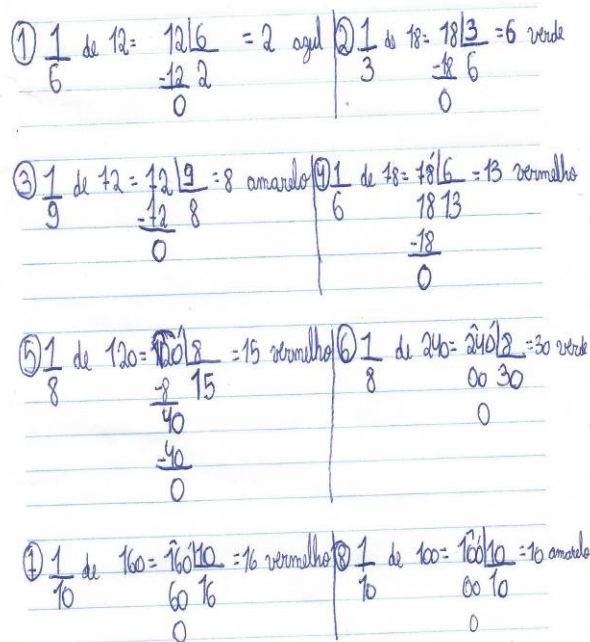 ① 1 de 12= 12|6 = 2 azul ② 1 de 18= 18|3 =6 verde
6 -12 2 3 -18 6
0 0
③ 1 de 72= 72|9 =8 amarelo ④ 1 de 78= 78|6 =13 vermelho
9 -72 8 6 18 13
0 -18
0
⑤ 1 de 120= 120|8 =15 vermelho ⑥ 1 de 240= 240|8 =30 verde
8 -8 15 8 00 30
40 0
-40
0
⑦ 1 de 160= 160|10 =16 vermelho ⑧ 1 de 100= 100|10 =10 amarelo
10 60 16 10 00 10
0 0